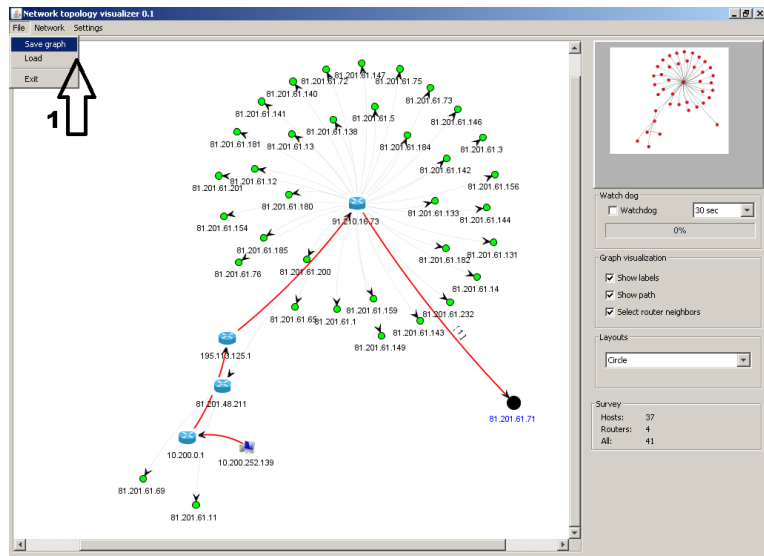 Network topology visualizer 0.1
File Network Settings
Save graph
Load
Exit
1
81.201.61.147
81.201.61.72
81.201.61.75
81.201.61.140
81.201.61.73
81.201.61.141
81.201.61.5
81.201.61.146
81.201.61.138
81.201.61.181
81.201.61.13
81.201.61.184
81.201.61.3
81.201.61.142
81.201.61.12
81.201.61.201
81.201.61.156
81.201.61.180
81.201.61.133
81.201.61.144
91.210.16.73
81.201.61.154
81.201.61.185
81.201.61.131
81.201.61.182
81.201.61.76
81.201.61.200
81.201.61.14
81.201.61.159
81.201.61.232
81.201.61.65
81.201.61.1
81.201.61.143
81.201.61.149
(1)
195.113.125.1
81.201.48.211
81.201.61.71
10.200.0.1
10.200.252.139
81.201.61.69
81.201.61.11
Watch dog
Watchdog
30 sec
0%
Graph visualization
Show labels
Show path
Select router neighbors
Layouts
Circle
Survey
Hosts: 37
Routers: 4
All: 41